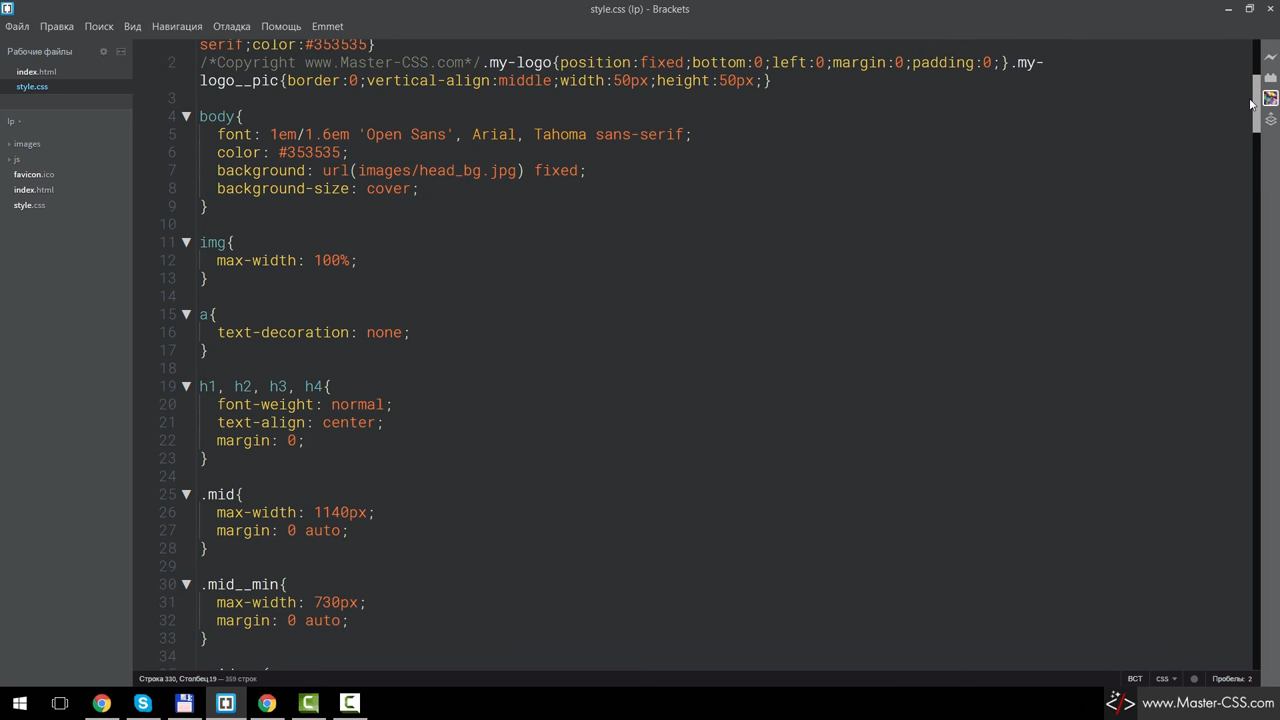 style.css (lp) - Brackets
Файл Правка Поиск Вид Навигация Отладка Помощь Emmet
Рабочие файлы
index.html
style.css
lp
images
js
favicon.ico
index.html
style.css
serif;color:#353535}
2 /*Copyright www.Master-CSS.com*/.my-logo{position:fixed;bottom:0;left:0;margin:0;padding:0;}.my-
logo__pic{border:0;vertical-align:middle;width:50px;height:50px;}
3
4 body{
5 font: 1em/1.6em 'Open Sans', Arial, Tahoma sans-serif;
6 color: #353535;
7 background: url(images/head_bg.jpg) fixed;
8 background-size: cover;
9 }
10
11 img{
12 max-width: 100%;
13 }
14
15 a{
16 text-decoration: none;
17 }
18
19 h1, h2, h3, h4{
20 font-weight: normal;
21 text-align: center;
22 margin: 0;
23 }
24
25 .mid{
26 max-width: 1140px;
27 margin: 0 auto;
28 }
29
30 .mid__min{
31 max-width: 730px;
32 margin: 0 auto;
33 }
34
Строка 330, Столбец 19 — 359 строк
ВСТ CSS Пробелы: 2
www.Master-CSS.com